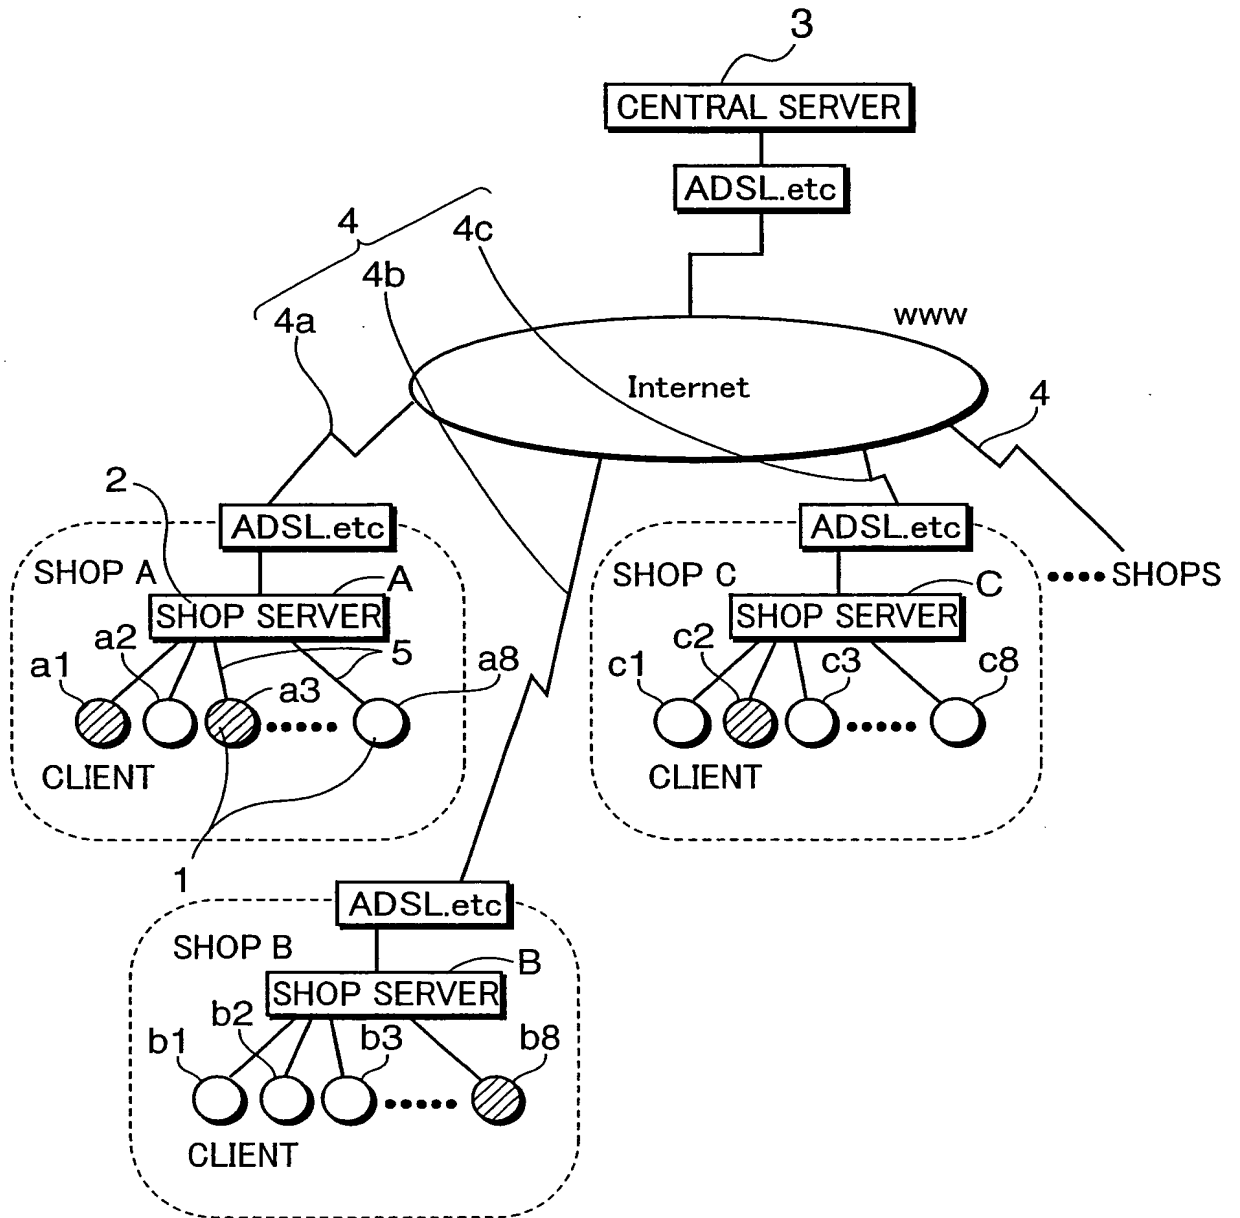 3
CENTRAL SERVER
ADSL.etc
4
4c
4b
4a
www
Internet
4
2
ADSL.etc
ADSL.etc
SHOP A
A
SHOP C
C
SHOPS
SHOP SERVER
SHOP SERVER
a1
a2
5
a3
a8
c1
c2
c3
c8
CLIENT
CLIENT
1
ADSL.etc
SHOP B
B
SHOP SERVER
b1
b2
b3
b8
CLIENT